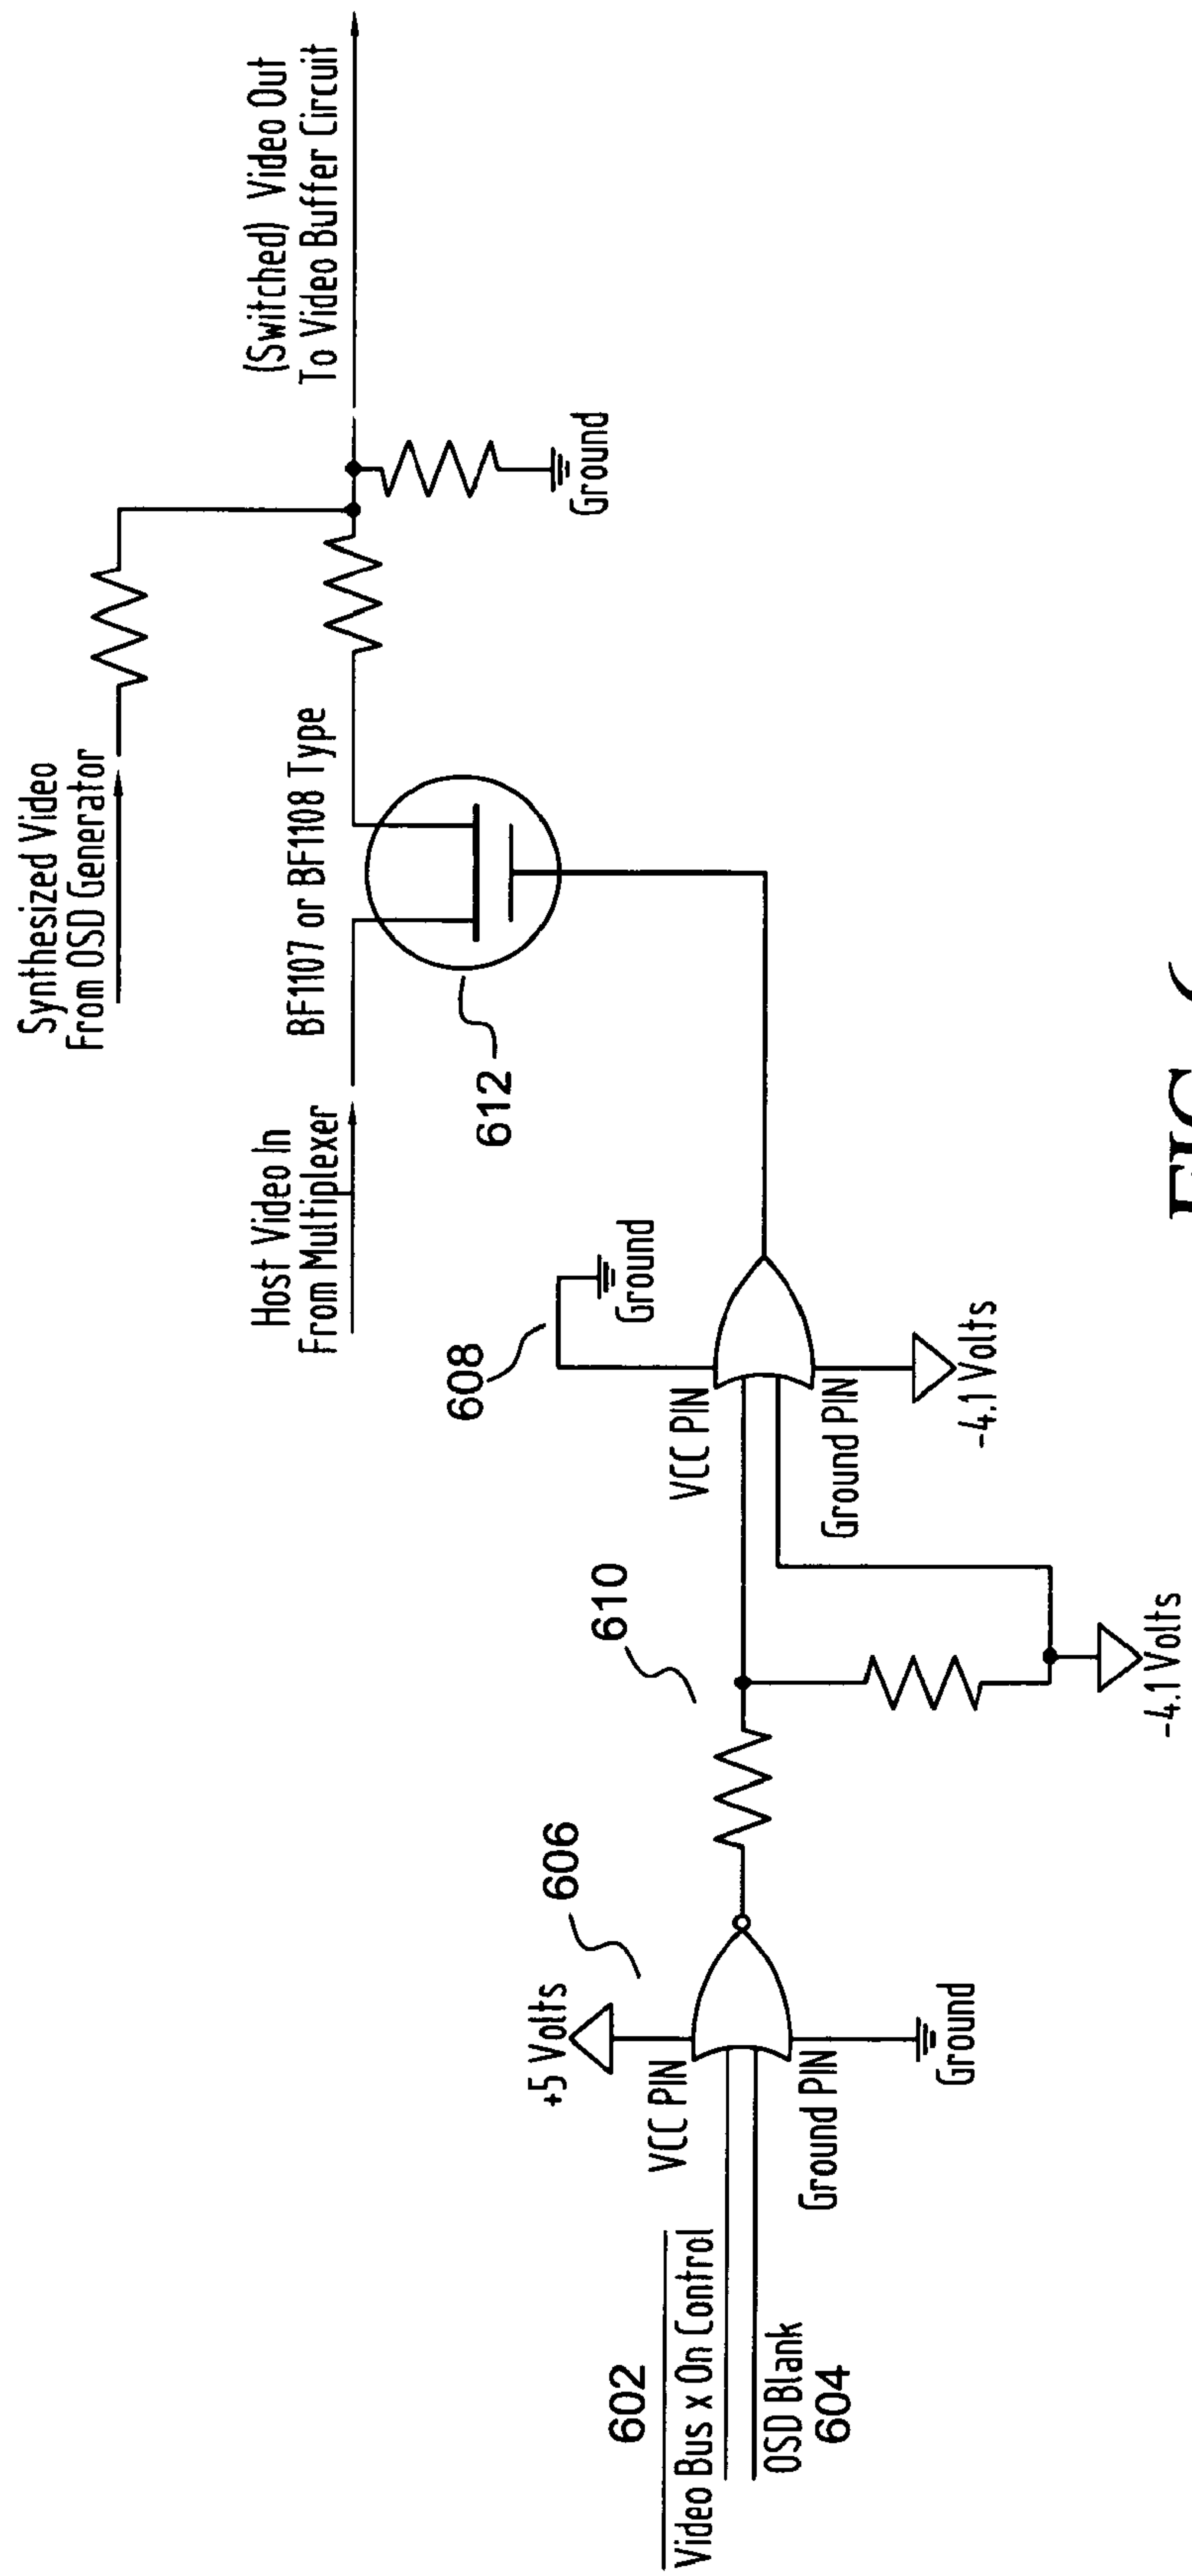 Synthesized Video
From OSD Generator
(Switched) Video Out
To Video Buffer Circuit
Host Video In
From Multiplexer
BF1107 or BF1108 Type
Ground
612
608
Ground
VCC PIN
Ground PIN
-4.1 Volts
610
-4.1 Volts
606
+5 Volts
VCC PIN
Ground PIN
Ground
602
Video Bus x On Control
OSD Blank
604